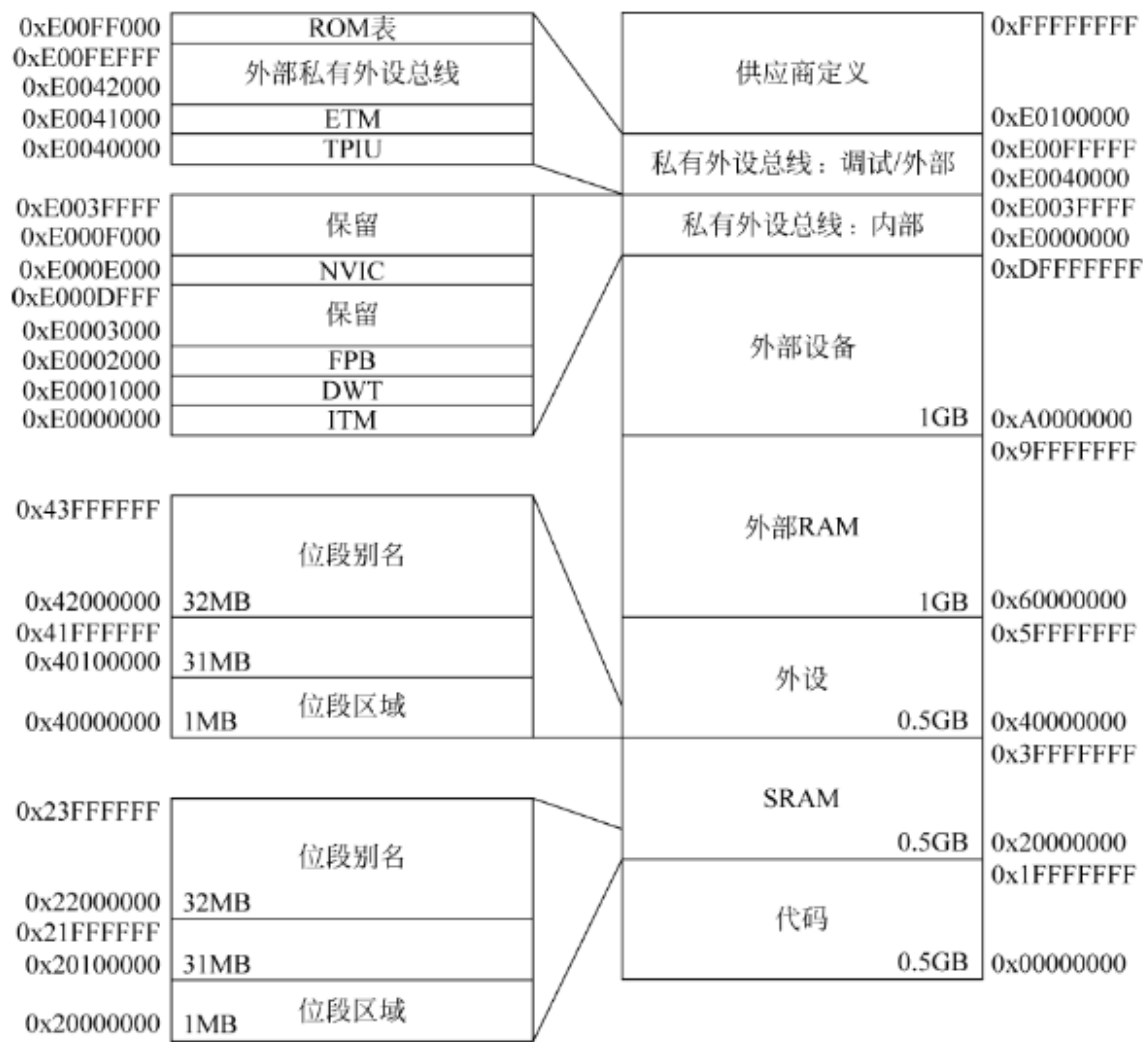 0xE00FF000 ROM表
0xE00FEFFF
外部私有外设总线
0xE0042000
0xE0041000 ETM
0xE0040000 TPIU
0xE003FFFF
保留
0xE000F000
0xE000E000 NVIC
0xE000DFFF
保留
0xE0003000
0xE0002000 FPB
0xE0001000 DWT
0xE0000000 ITM
0x43FFFFFF
位段别名
0x42000000 32MB
0x41FFFFFF
0x40100000 31MB
位段区域
0x40000000 1MB
0x23FFFFFF
位段别名
0x22000000 32MB
0x21FFFFFF
0x20100000 31MB
位段区域
0x20000000 1MB
0xFFFFFFFF
供应商定义
0xE0100000
0xE00FFFFF
私有外设总线：调试/外部
0xE0040000
0xE003FFFF
私有外设总线：内部
0xE0000000
0xDFFFFFFF
外部设备
1GB 0xA0000000
0x9FFFFFFF
外部RAM
1GB 0x60000000
0x5FFFFFFF
外设
0.5GB 0x40000000
0x3FFFFFFF
SRAM
0.5GB 0x20000000
0x1FFFFFFF
代码
0.5GB 0x00000000